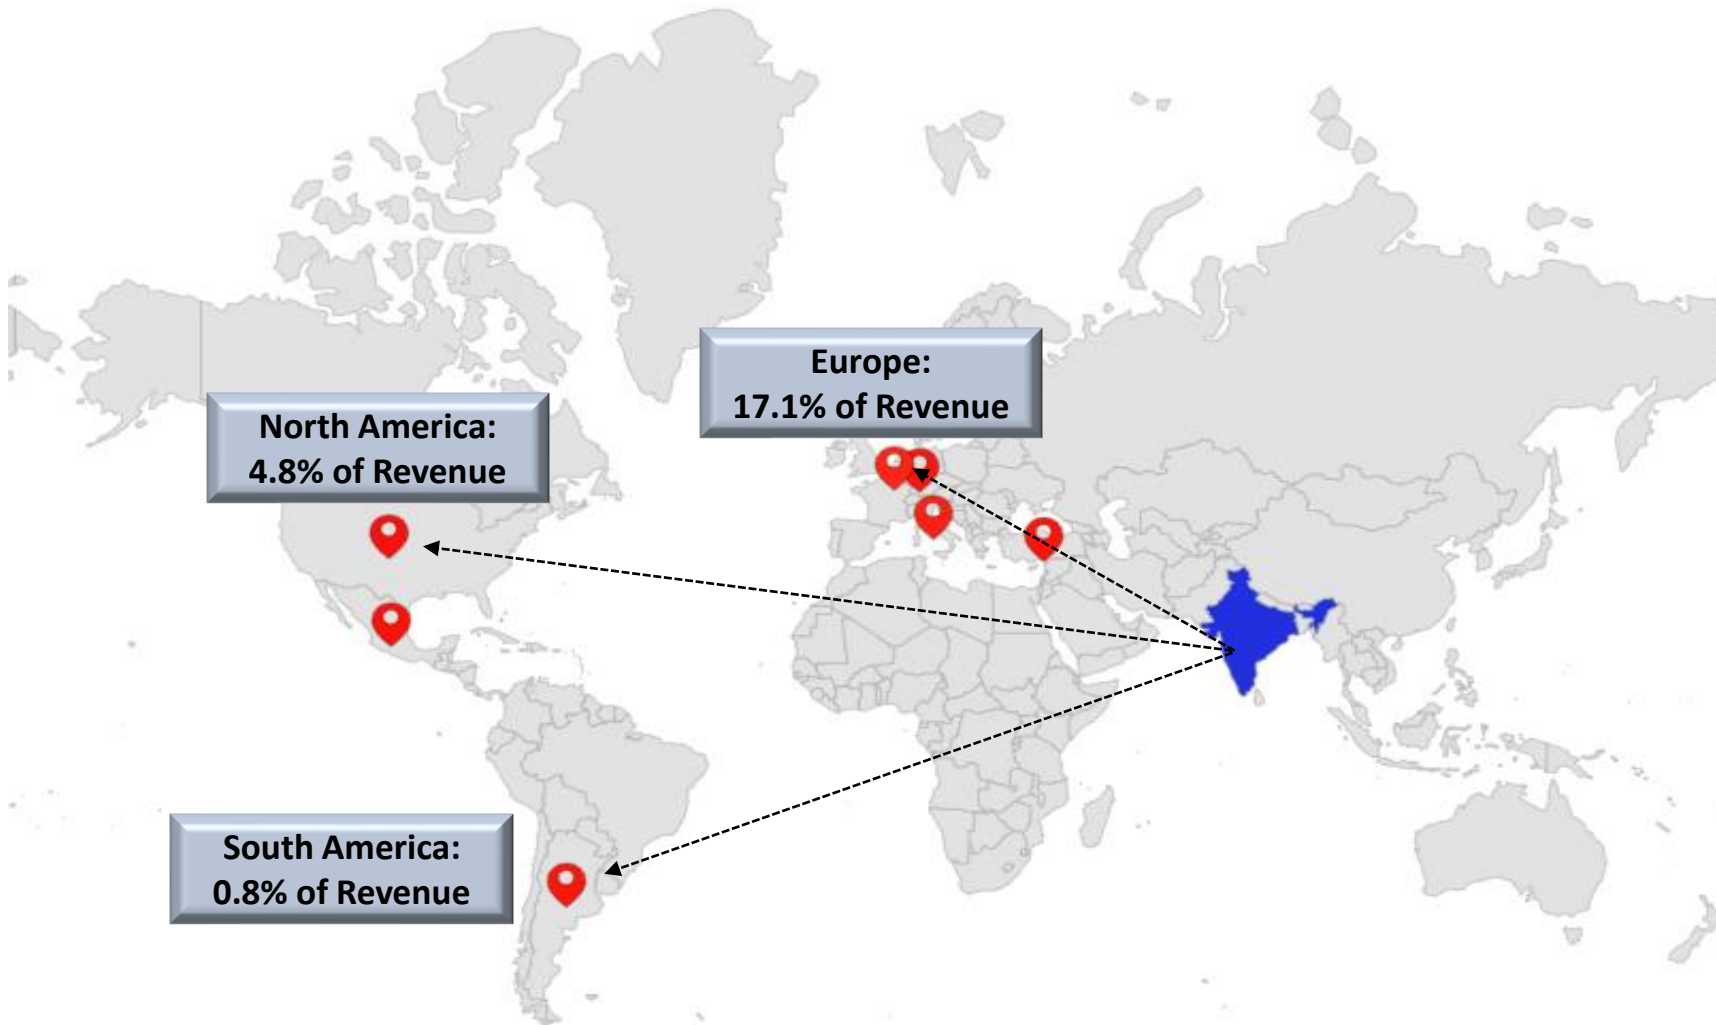 Europe:
17.1% of Revenue
North America:
4.8% of Revenue
South America:
0.8% of Revenue